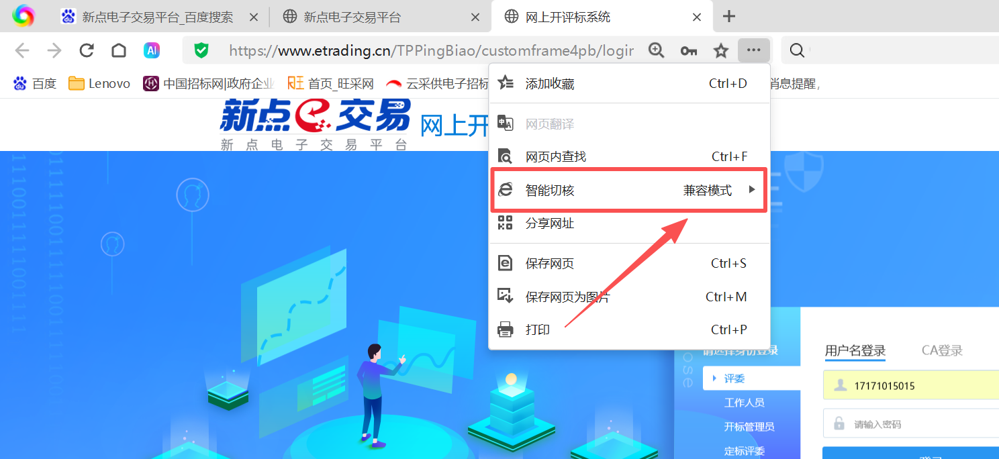 新点电子交易平台_百度搜索
新点电子交易平台
网上开评标系统
AI
https://www.etrading.cn/TPPingBiao/customframe4pb/logir
百度
Lenovo
中国招标网|政府企业
旺 首页_旺采网
云采供电子招标
消息提醒,
添加收藏 Ctrl+D
网页翻译
网页内查找 Ctrl+F
智能切核 兼容模式
分享网址
保存网页 Ctrl+S
保存网页为图片 Ctrl+M
打印 Ctrl+P
新点e交易
新点电子交易平台
网上开
请选择身份登录
评委
工作人员
开标管理员
定标评委
用户名登录
CA登录
17171015015
请输入密码
登录